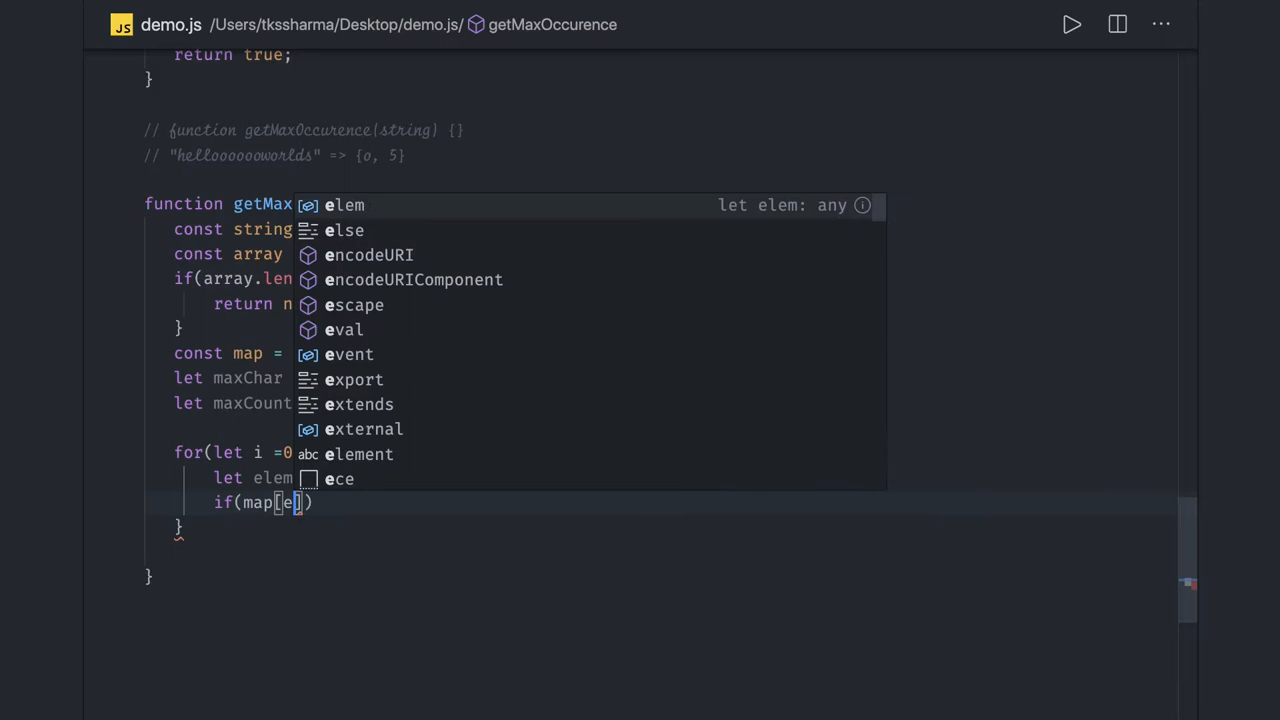 JS demo.js /Users/tkssharma/Desktop/demo.js/ getMaxOccurence
return true;
}
// function getMaxOccurence(string) {}
// "hellooooooworlds" => {o, 5}
function getMax
const string
const array
if(array.len
return n
}
const map =
let maxChar
let maxCount
for(let i =0
let elem
if(map[e])
}
}
elem let elem: any
else
encodeURI
encodeURIComponent
escape
eval
event
export
extends
external
abc element
ece